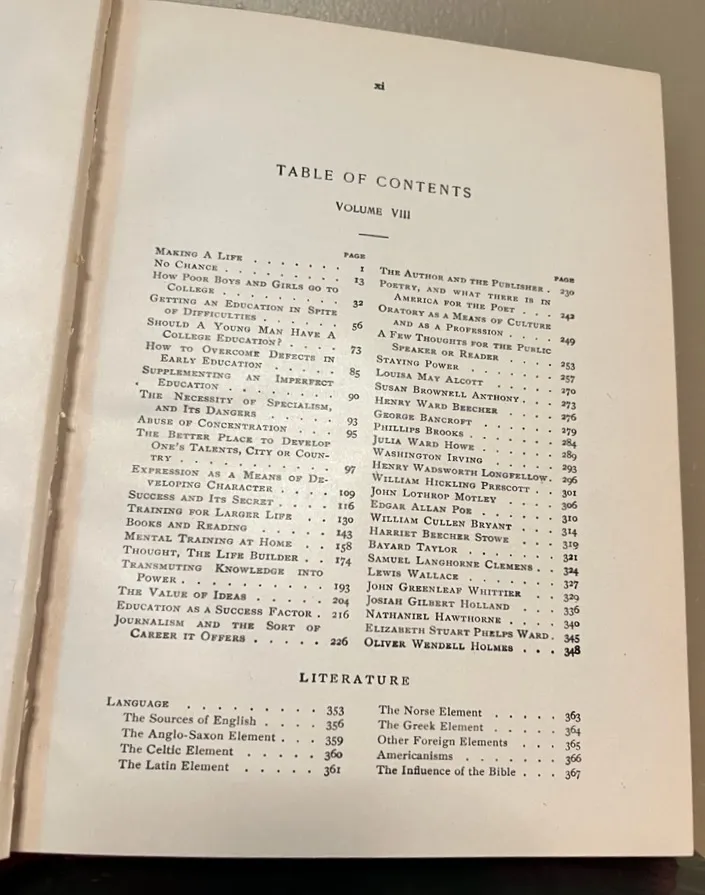 xi
TABLE OF CONTENTS
VOLUME VIII
PAGE
MAKING A LIFE . . . . . . . 1
NO CHANCE . . . . . . . . . 13
HOW POOR BOYS AND GIRLS GO TO
COLLEGE . . . . . . . . . 32
GETTING AN EDUCATION IN SPITE
OF DIFFICULTIES . . . . . . 56
SHOULD A YOUNG MAN HAVE A
COLLEGE EDUCATION? . . . . 73
HOW TO OVERCOME DEFECTS IN
EARLY EDUCATION . . . . . 85
SUPPLEMENTING AN IMPERFECT
EDUCATION . . . . . . . . 90
THE NECESSITY OF SPECIALISM,
AND ITS DANGERS . . . . . 93
ABUSE OF CONCENTRATION . . . 95
THE BETTER PLACE TO DEVELOP
ONE'S TALENTS, CITY OR COUN-
TRY . . . . . . . . . . 97
EXPRESSION AS A MEANS OF DE-
VELOPING CHARACTER . . . . 109
SUCCESS AND ITS SECRET . . . . 116
TRAINING FOR LARGER LIFE . . 130
BOOKS AND READING . . . . . 143
MENTAL TRAINING AT HOME . . 158
THOUGHT, THE LIFE BUILDER . . 174
TRANSMUTING KNOWLEDGE INTO
POWER . . . . . . . . . . 193
THE VALUE OF IDEAS . . . . . 204
EDUCATION AS A SUCCESS FACTOR . 216
JOURNALISM AND THE SORT OF
CAREER IT OFFERS . . . . . 226
PAGE
THE AUTHOR AND THE PUBLISHER . 230
POETRY, AND WHAT THERE IS IN
AMERICA FOR THE POET . . . 242
ORATORY AS A MEANS OF CULTURE
AND AS A PROFESSION . . . . 249
A FEW THOUGHTS FOR THE PUBLIC
SPEAKER OR READER . . . . 253
STAYING POWER . . . . . . . 257
LOUISA MAY ALCOTT . . . . . 270
SUSAN BROWNELL ANTHONY . . . 273
HENRY WARD BEECHER . . . . 276
GEORGE BANCROFT . . . . . . 279
PHILLIPS BROOKS . . . . . . . 284
JULIA WARD HOWE . . . . . . 289
WASHINGTON IRVING . . . . . 293
HENRY WADSWORTH LONGFELLOW . 296
WILLIAM HICKLING PRESCOTT . . 301
JOHN LOTHROP MOTLEY . . . . 306
EDGAR ALLAN POE . . . . . . 310
WILLIAM CULLEN BRYANT . . . 314
HARRIET BEECHER STOWE . . . 319
BAYARD TAYLOR . . . . . . . 321
SAMUEL LANGHORNE CLEMENS . . 324
LEWIS WALLACE . . . . . . . 327
JOHN GREENLEAF WHITTIER . . 329
JOSIAH GILBERT HOLLAND . . . 336
NATHANIEL HAWTHORNE . . . . 340
ELIZABETH STUART PHELPS WARD . 345
OLIVER WENDELL HOLMES . . . 348
LITERATURE
LANGUAGE . . . . . . . . . 353
The Sources of English . . . . 356
The Anglo-Saxon Element . . . 359
The Celtic Element . . . . . 360
The Latin Element . . . . . 361
The Norse Element . . . . . 363
The Greek Element . . . . . 364
Other Foreign Elements . . . 365
Americanisms . . . . . . . 366
The Influence of the Bible . . . 367